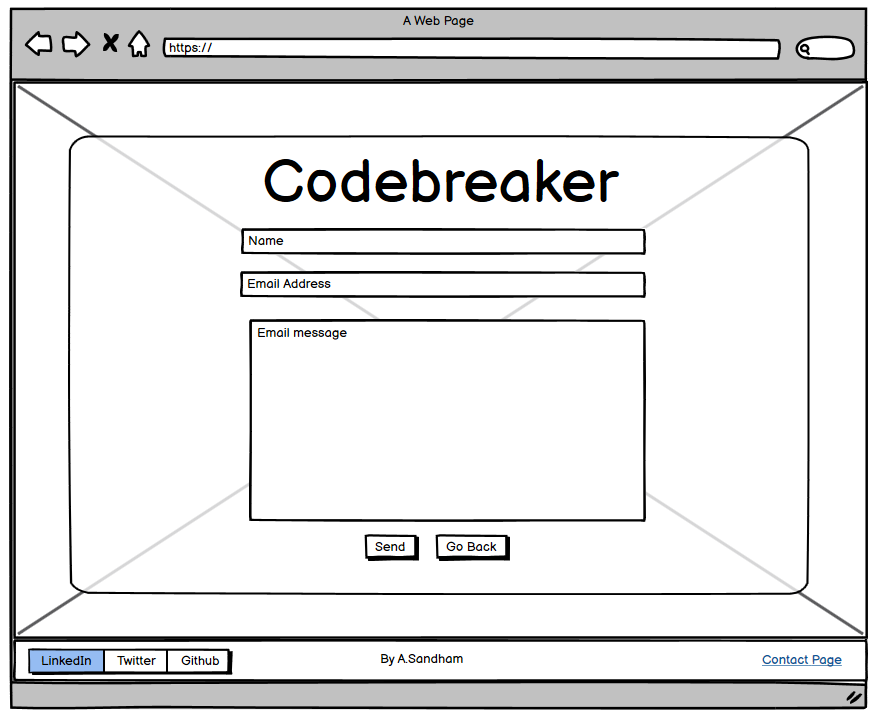 A Web Page
https://
Codebreaker
Name
Email Address
Email message
Send Go Back
LinkedIn Twitter Github By A.Sandham Contact Page